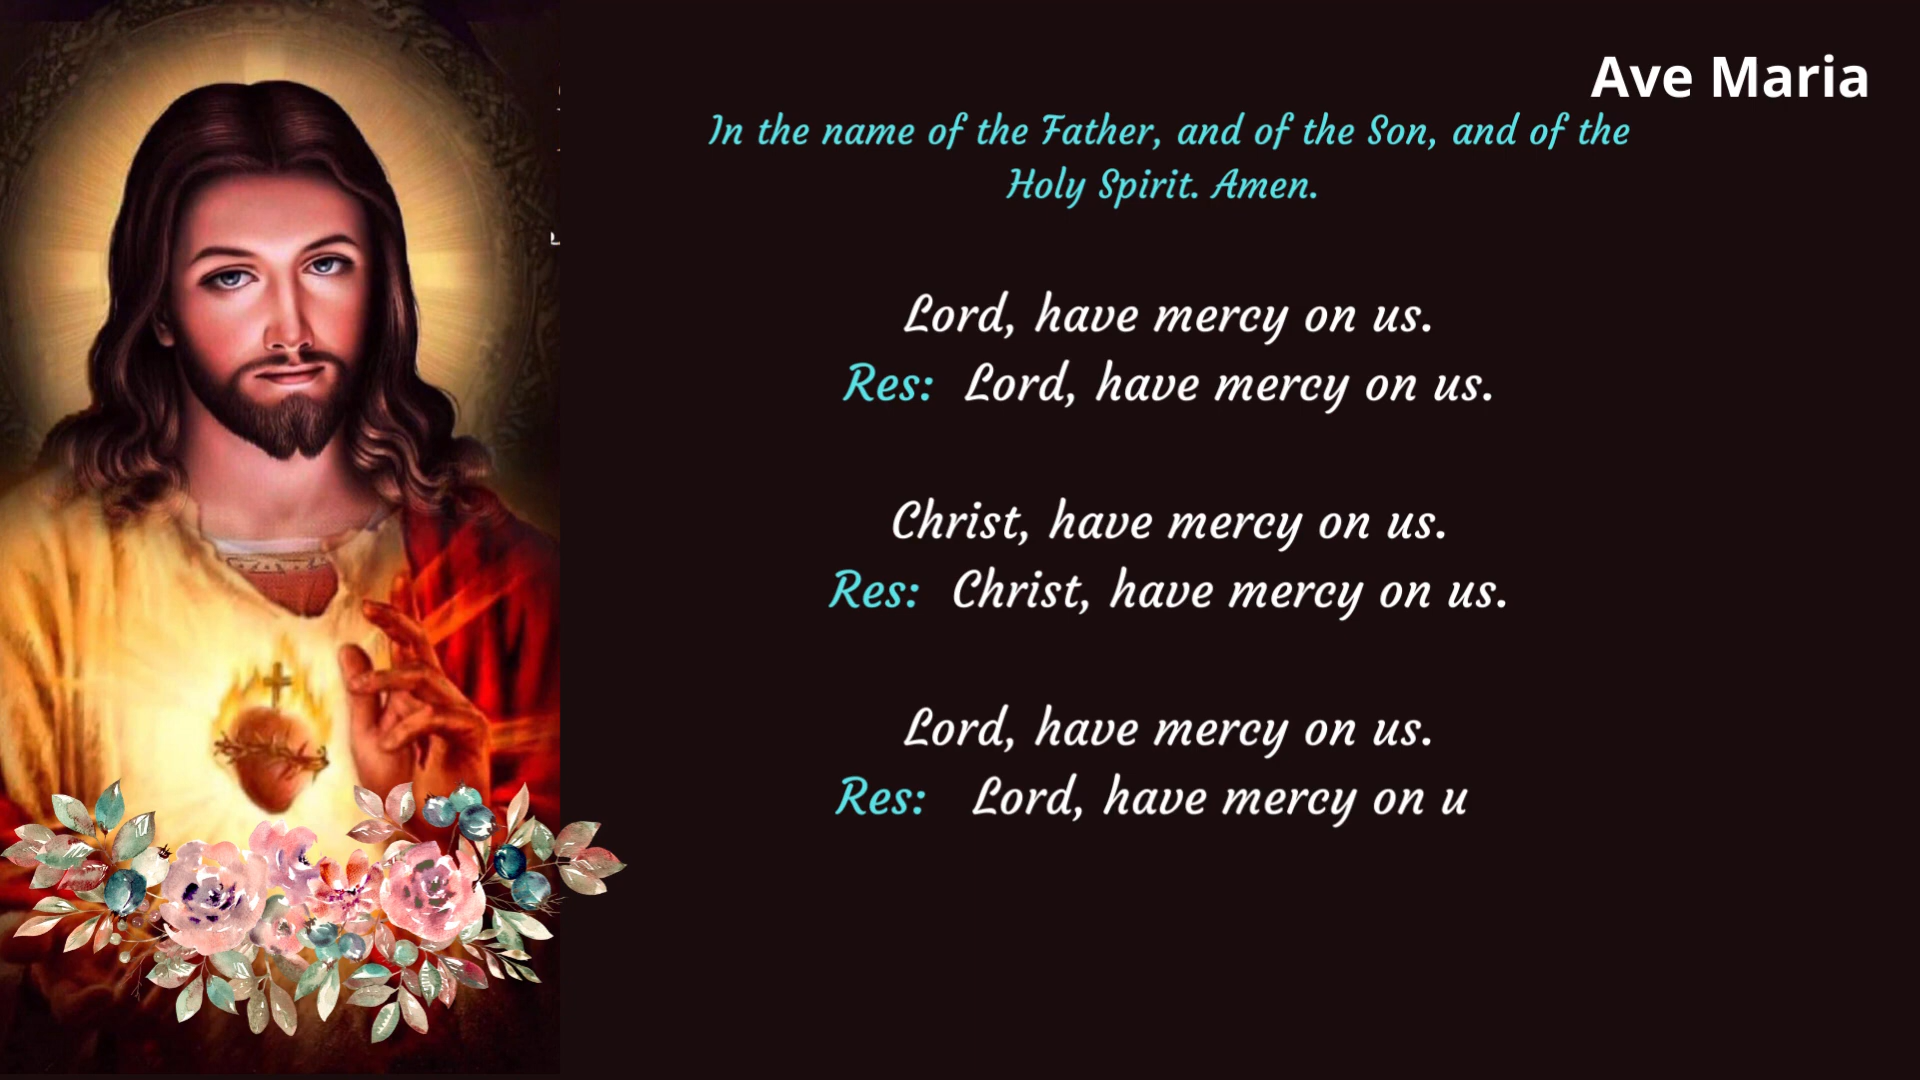 Ave Maria
In the name of the Father, and of the Son, and of the
Holy Spirit. Amen.
Lord, have mercy on us.
Res: Lord, have mercy on us.
Christ, have mercy on us.
Res: Christ, have mercy on us.
Lord, have mercy on us.
Res: Lord, have mercy on u